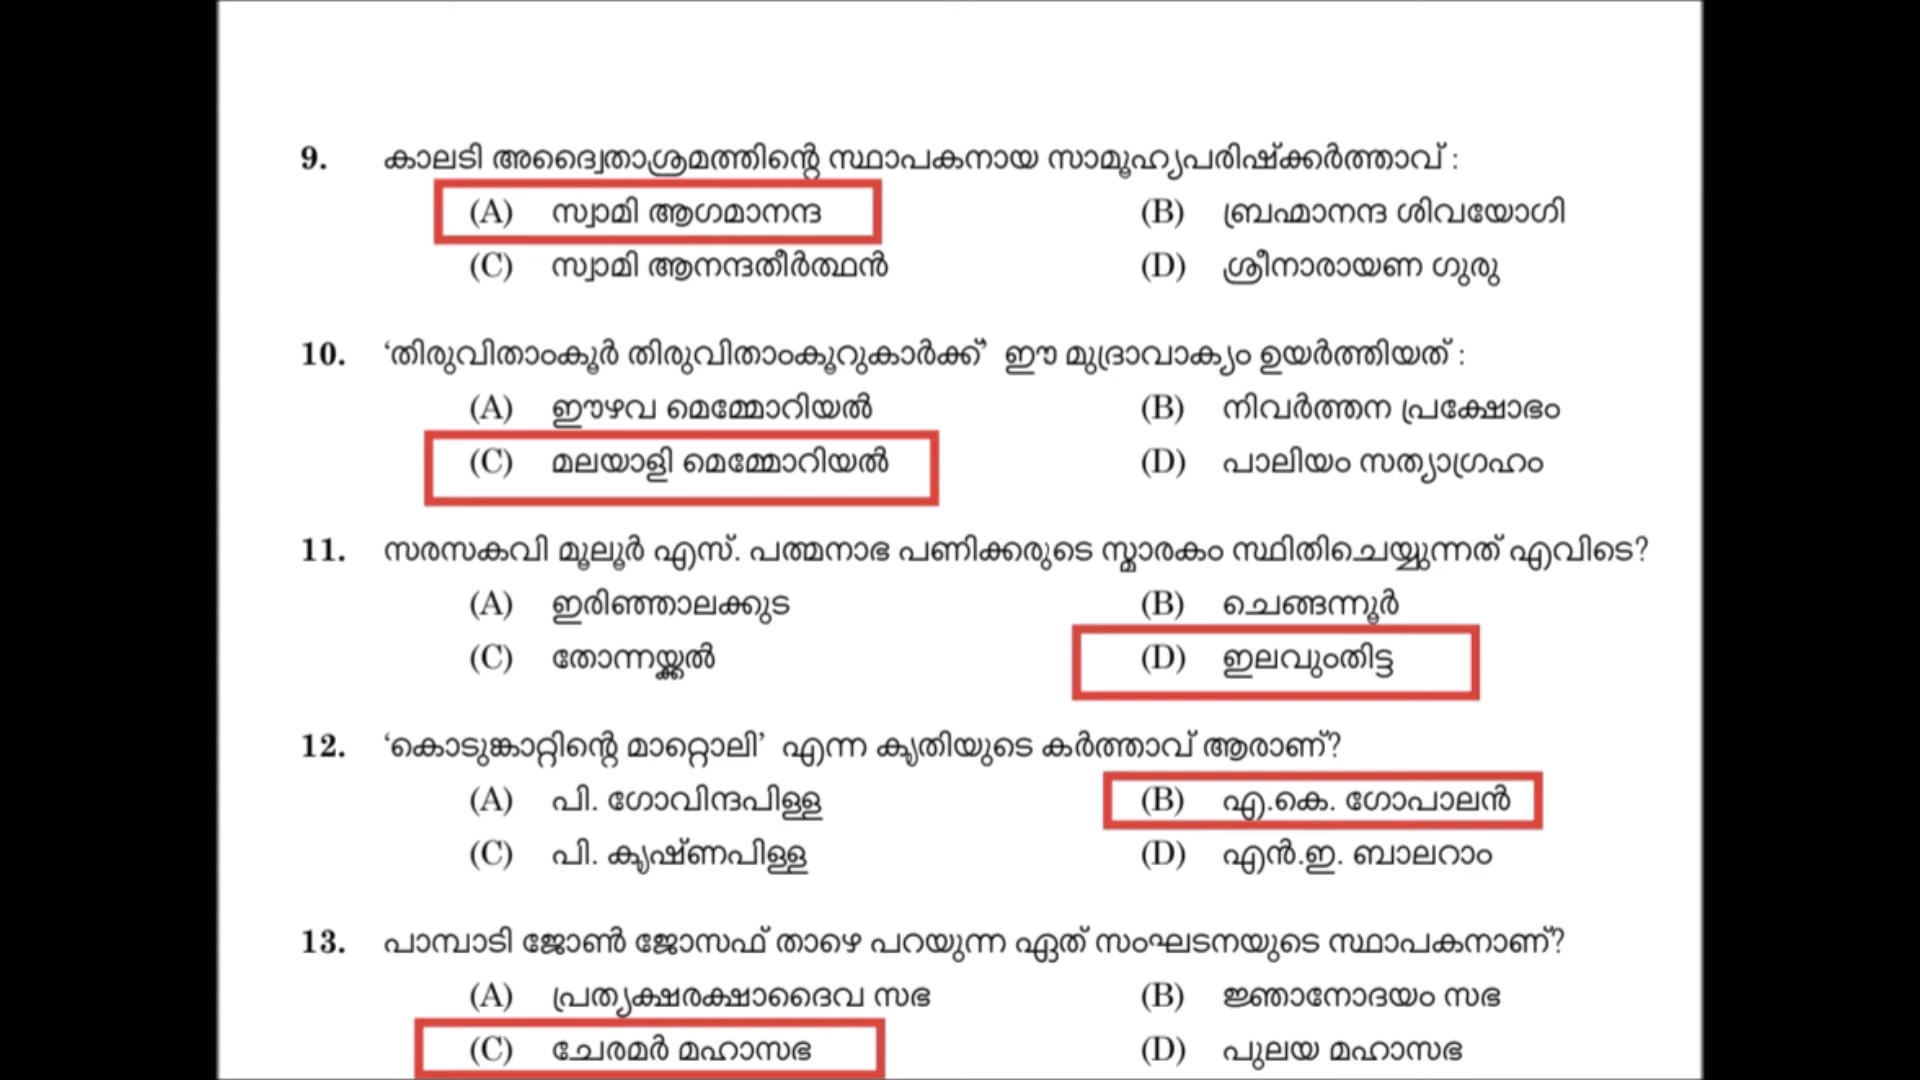 9. കാലടി അദ്വൈതാശ്രമത്തിന്റെ സ്ഥാപകനായ സാമൂഹ്യപരിഷ്ക്കർത്താവ് :
(A) സ്വാമി ആഗമാനന്ദ (B) ബ്രഹ്മാനന്ദ ശിവയോഗി
(C) സ്വാമി ആനന്ദതീർത്ഥൻ (D) ശ്രീനാരായണ ഗുരു
10. ‘തിരുവിതാംകൂർ തിരുവിതാംകൂറുകാർക്ക്’ ഈ മുദ്രാവാക്യം ഉയർത്തിയത് :
(A) ഈഴവ മെമ്മോറിയൽ (B) നിവർത്തന പ്രക്ഷോഭം
(C) മലയാളി മെമ്മോറിയൽ (D) പാലിയം സത്യാഗ്രഹം
11. സരസകവി മൂലൂർ എസ്. പത്മനാഭ പണിക്കരുടെ സ്മാരകം സ്ഥിതിചെയ്യുന്നത് എവിടെ?
(A) ഇരിഞ്ഞാലക്കുട (B) ചെങ്ങന്നൂർ
(C) തോന്നയ്ക്കൽ (D) ഇലവുംതിട്ട
12. ‘കൊടുങ്കാറ്റിന്റെ മാറ്റൊലി’ എന്ന കൃതിയുടെ കർത്താവ് ആരാണ്?
(A) പി. ഗോവിന്ദപിള്ള (B) എ.കെ. ഗോപാലൻ
(C) പി. കൃഷ്ണപിള്ള (D) എൻ.ഇ. ബാലറാം
13. പാമ്പാടി ജോൺ ജോസഫ് താഴെ പറയുന്ന ഏത് സംഘടനയുടെ സ്ഥാപകനാണ്?
(A) പ്രത്യക്ഷരക്ഷാദൈവ സഭ (B) ജ്ഞാനോദയം സഭ
(C) ചേരമർ മഹാസഭ (D) പുലയ മഹാസഭ